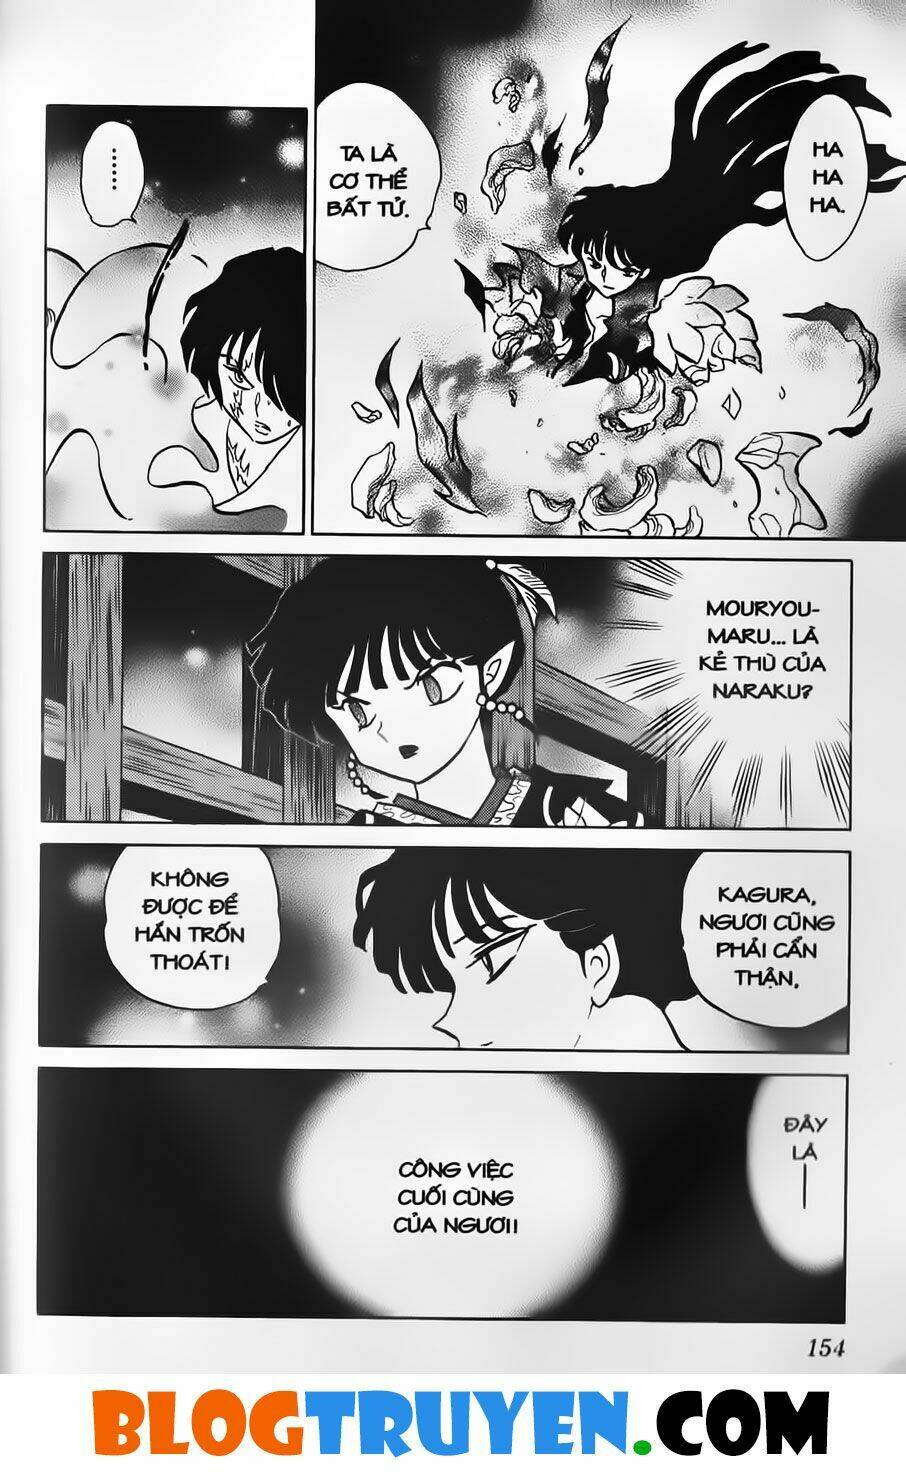 HA
HA
HA.
TA LÀ
CƠ THỂ
BẤT TỬ.
......
MOURYOU-
MARU... LÀ
KẺ THÙ CỦA
NARAKU?
KAGURA,
NGƯƠI CŨNG
PHẢI CẨN
THẬN,
KHÔNG
ĐƯỢC ĐỂ
HẮN TRỐN
THOÁT!
ĐÂY
LÀ
—
CÔNG VIỆC
CUỐI CÙNG
CỦA NGƯƠI!
154
BLOGTRUYEN.COM